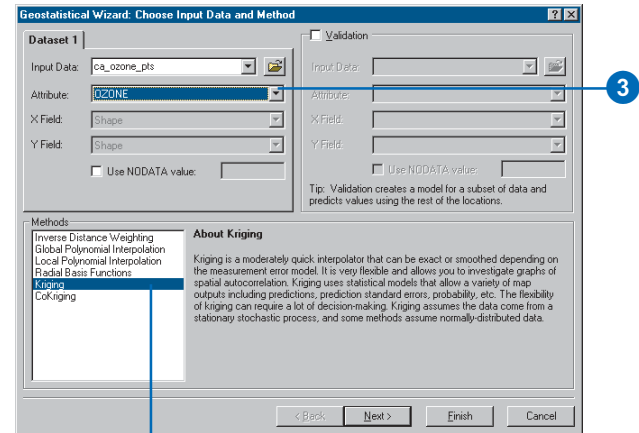 Geostatistical Wizard: Choose Input Data and Method
Dataset 1
Input Data: ca_ozone_pts
Attribute: OZONE
X Field: Shape
Y Field: Shape
Use NODATA value:
Validation
Input Data:
Attribute:
X Field:
Y Field:
Use NODATA value:
Tip: Validation creates a model for a subset of data and
predicts values using the rest of the locations.
3
Methods
Inverse Distance Weighting
Global Polynomial Interpolation
Local Polynomial Interpolation
Radial Basis Functions
Kriging
CoKriging
About Kriging
Kriging is a moderately quick interpolator that can be exact or smoothed depending on
the measurement error model. It is very flexible and allows you to investigate graphs of
spatial autocorrelation. Kriging uses statistical models that allow a variety of map
outputs including predictions, prediction standard errors, probability, etc. The flexibility
of kriging can require a lot of decision-making. Kriging assumes the data come from a
stationary stochastic process, and some methods assume normally-distributed data.
< Back Next > Finish Cancel